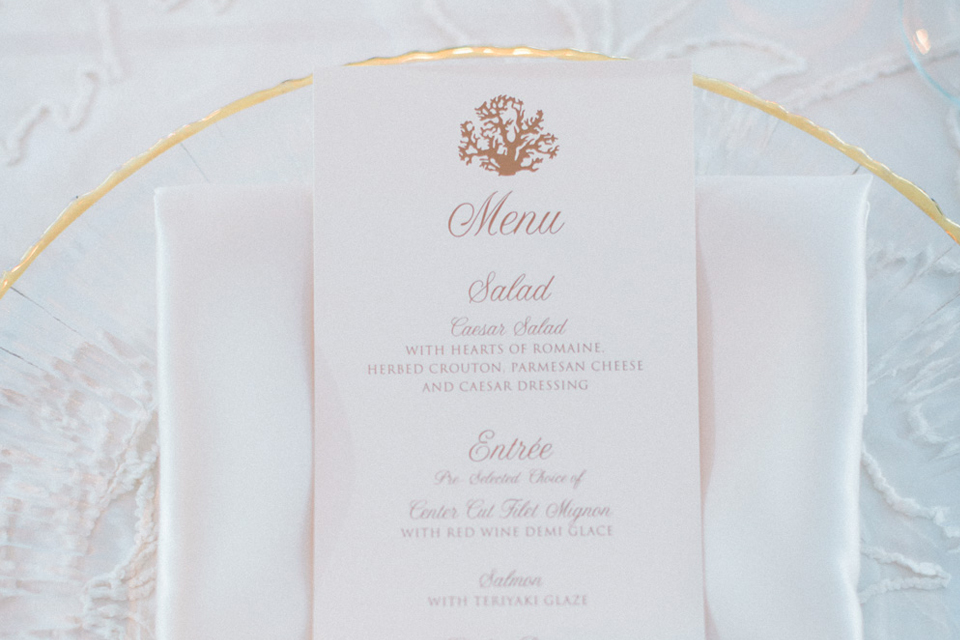 Menu
Salad
Caesar Salad
WITH HEARTS OF ROMAINE,
HERBED CROUTON, PARMESAN CHEESE
AND CAESAR DRESSING
Entrée
Pre-Selected Choice of
Center Cut Filet Mignon
WITH RED WINE DEMI GLACE
Salmon
WITH TERIYAKI GLAZE